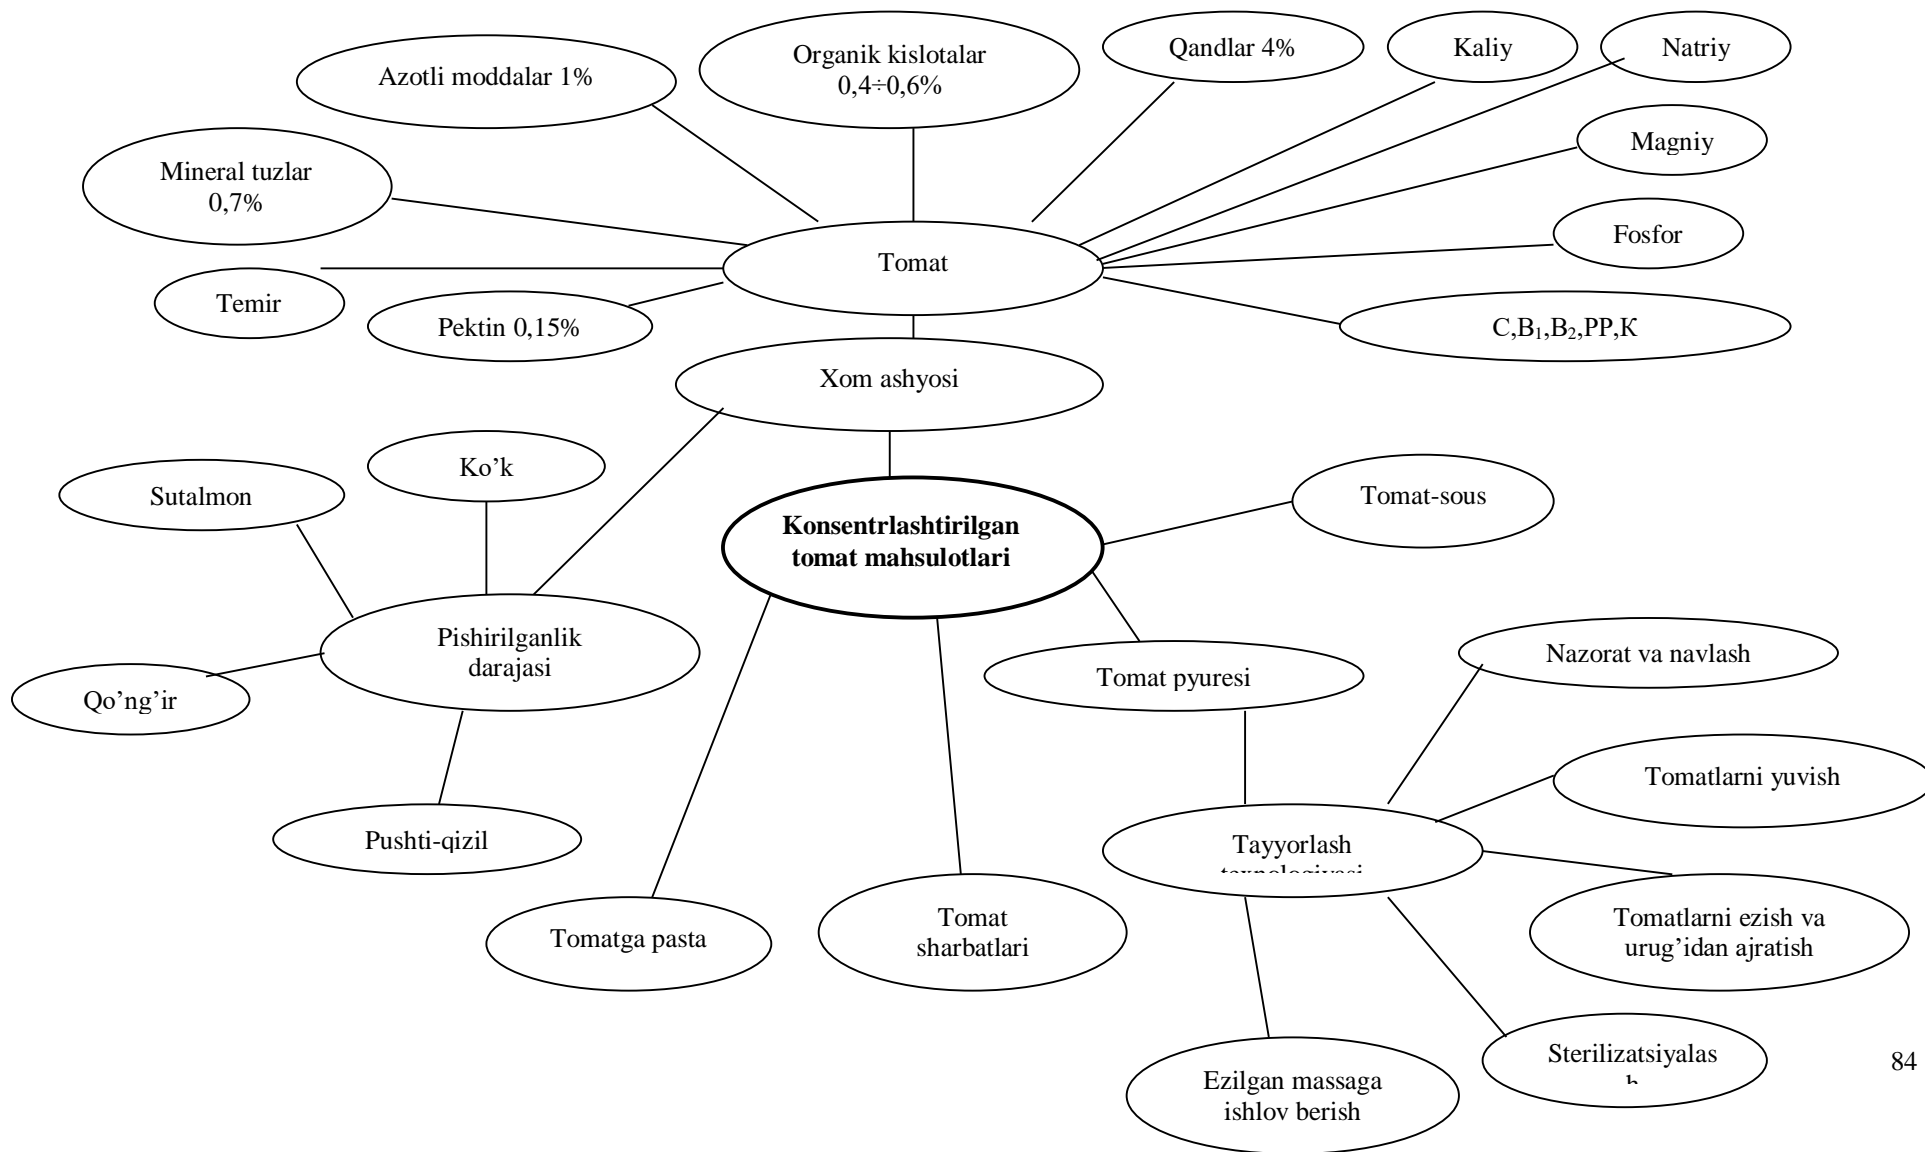 Organik kislotalar
0,4÷0,6%
Qandlar 4%
Kaliy
Natriy
Azotli moddalar 1%
Magniy
Mineral tuzlar
0,7%
Fosfor
Tomat
Temir
Pektin 0,15%
C,B₁,B₂,PP,K
Xom ashyosi
Ko’k
Sutalmon
Tomat-sous
Konsentrlashtirilgan
tomat mahsulotlari
Pishirilganlik
darajasi
Qo’ng’ir
Tomat pyuresi
Nazorat va navlash
Tomatlarni yuvish
Pushti-qizil
Tayyorlash
texnologiyasi
Tomatga pasta
Tomat
sharbatlari
Tomatlarni ezish va
urug’idan ajratish
Sterilizatsiyalas
h
84
Ezilgan massaga
ishlov berish